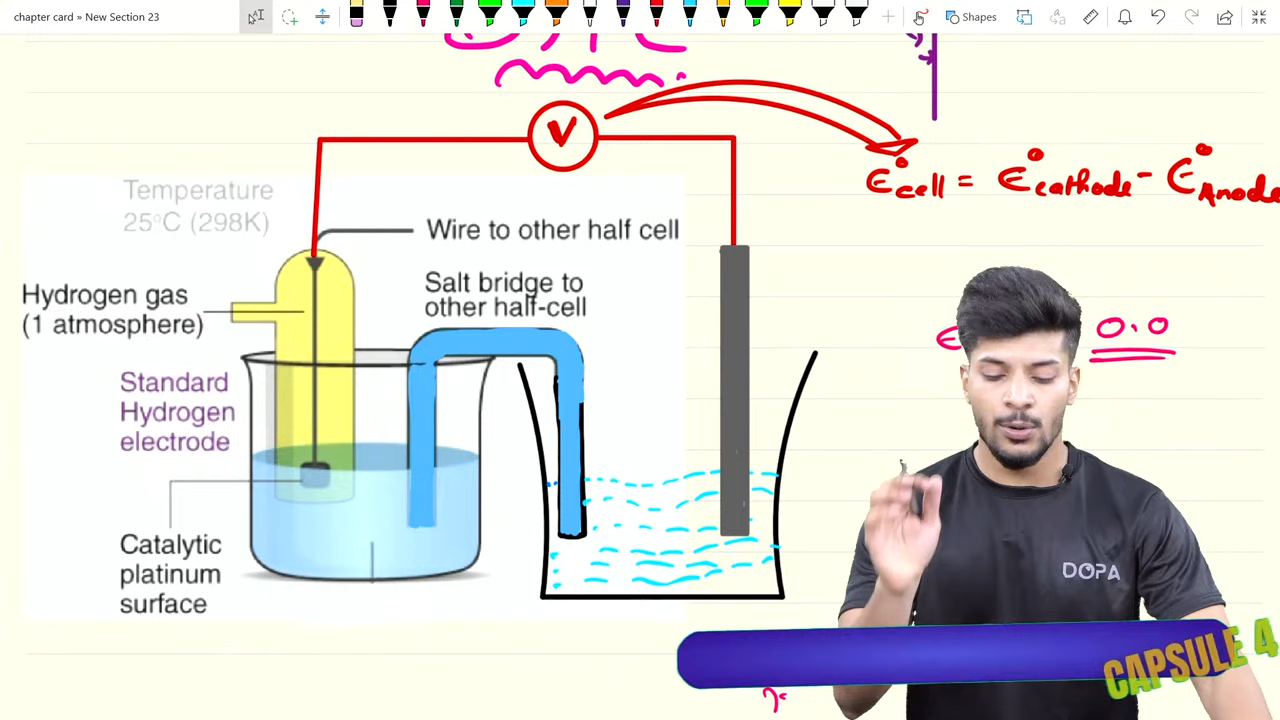 chapter card » New Section 23
Shapes
V
E°cell = E°cathode - E°Anode
Temperature
25°C (298K)
Wire to other half cell
Salt bridge to
other half-cell
Hydrogen gas
(1 atmosphere)
0.0
Standard
Hydrogen
electrode
Catalytic
platinum
surface
DOPA
CAPSULE 4